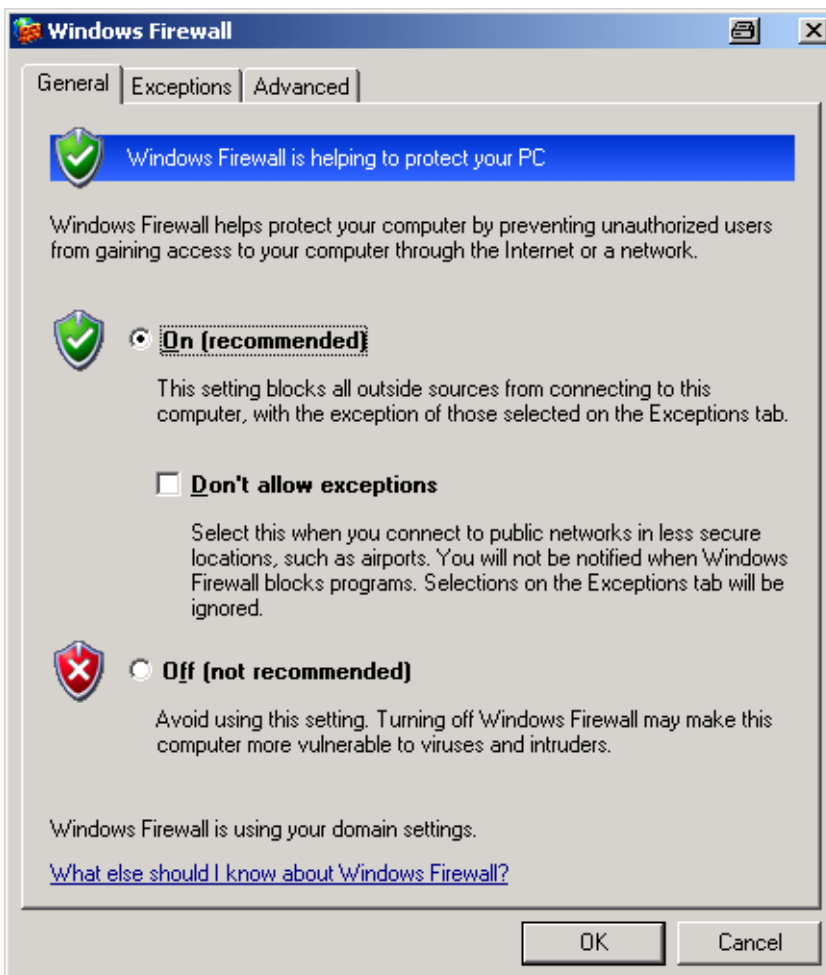 Windows Firewall
General
Exceptions
Advanced
Windows Firewall is helping to protect your PC
Windows Firewall helps protect your computer by preventing unauthorized users
from gaining access to your computer through the Internet or a network.
On (recommended)
This setting blocks all outside sources from connecting to this
computer, with the exception of those selected on the Exceptions tab.
Don't allow exceptions
Select this when you connect to public networks in less secure
locations, such as airports. You will not be notified when Windows
Firewall blocks programs. Selections on the Exceptions tab will be
ignored.
Off (not recommended)
Avoid using this setting. Turning off Windows Firewall may make this
computer more vulnerable to viruses and intruders.
Windows Firewall is using your domain settings.
What else should I know about Windows Firewall?
OK
Cancel